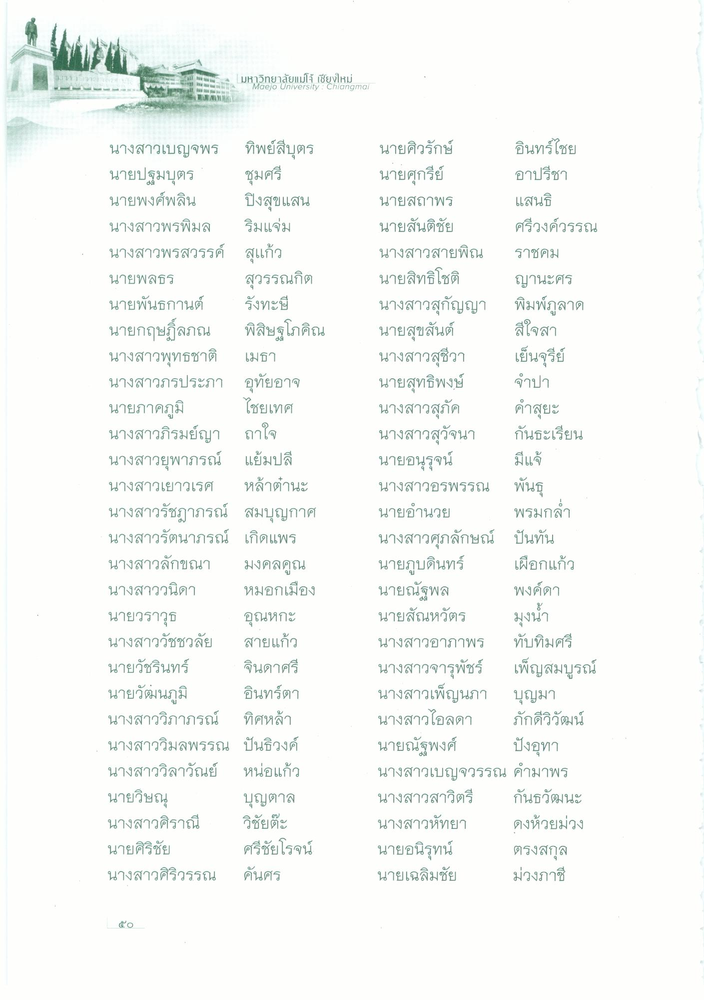 มหาวิทยาลัยแม่โจ้ เชียงใหม่
Maejo University : Chiangmai
นางสาวเบญจพร ทิพย์สีบุตร
นายปฐมบุตร ชุมศรี
นายพงศ์พลิน ปิงสุขแสน
นางสาวพรพิมล ริมแจ่ม
นางสาวพรสวรรค์ สุแก้ว
นายพลธร สุวรรณกิต
นายพันธกานต์ รังทะษี
นายกฤษฎิ์ลภณ พิสิษฐโภคิณ
นางสาวพุทธชาติ เมธา
นางสาวภรประภา อุทัยอาจ
นายภาคภูมิ ไชยเทศ
นางสาวภิรมย์ญา ถาใจ
นางสาวยุพาภรณ์ แย้มปลี
นางสาวเยาวเรศ หล้าต๋านะ
นางสาวรัชฎาภรณ์ สมบุญกาศ
นางสาวรัตนาภรณ์ เกิดแพร
นางสาวลักขณา มงคลคูณ
นางสาววนิดา หมอกเมือง
นายวราวุธ อุณหกะ
นางสาววัชชวลัย สายแก้ว
นายวัชรินทร์ จินดาศรี
นายวัฒนภูมิ อินทร์ตา
นางสาววิภาภรณ์ ทิศหล้า
นางสาววิมลพรรณ ปันธิวงค์
นางสาววิลาวัณย์ หน่อแก้ว
นายวิษณุ บุญตาล
นางสาวศิราณี วิชัยต๊ะ
นายศิริชัย ศรีชัยโรจน์
นางสาวศิริวรรณ คันศร
นายศิวรักษ์ อินทร์ไชย
นายศุกรีย์ อาปรีชา
นายสถาพร แสนธิ
นายสันติชัย ศรีวงค์วรรณ
นางสาวสายพิณ ราชคม
นายสิทธิโชติ ญานะศร
นางสาวสุกัญญา พิมพ์ภูลาด
นายสุขสันต์ สีใจสา
นางสาวสุชีวา เย็นจุรีย์
นายสุทธิพงษ์ จำปา
นางสาวสุภัค คำสุยะ
นางสาวสุวัจนา กันธะเรียน
นายอนุรุจน์ มีแจ้
นางสาวอรพรรณ พันธุ
นายอำนวย พรมกล่ำ
นางสาวศุภลักษณ์ ปันทัน
นายภูบดินทร์ เผือกแก้ว
นายณัฐพล พงค์ดา
นายสัณหวัตร มุงน้ำ
นางสาวอาภาพร ทับทิมศรี
นางสาวจารุพัชร์ เพ็ญสมบูรณ์
นางสาวเพ็ญนภา บุญมา
นางสาวไอลดา ภักดีวิวัฒน์
นายณัฐพงศ์ ปังอุทา
นางสาวเบญจวรรณ คำมาพร
นางสาวสาวิตรี กันธวัฒนะ
นางสาวหัทยา ดงห้วยม่วง
นายอนิรุทน์ ตรงสกุล
นายเฉลิมชัย ม่วงภาชี
๕๐